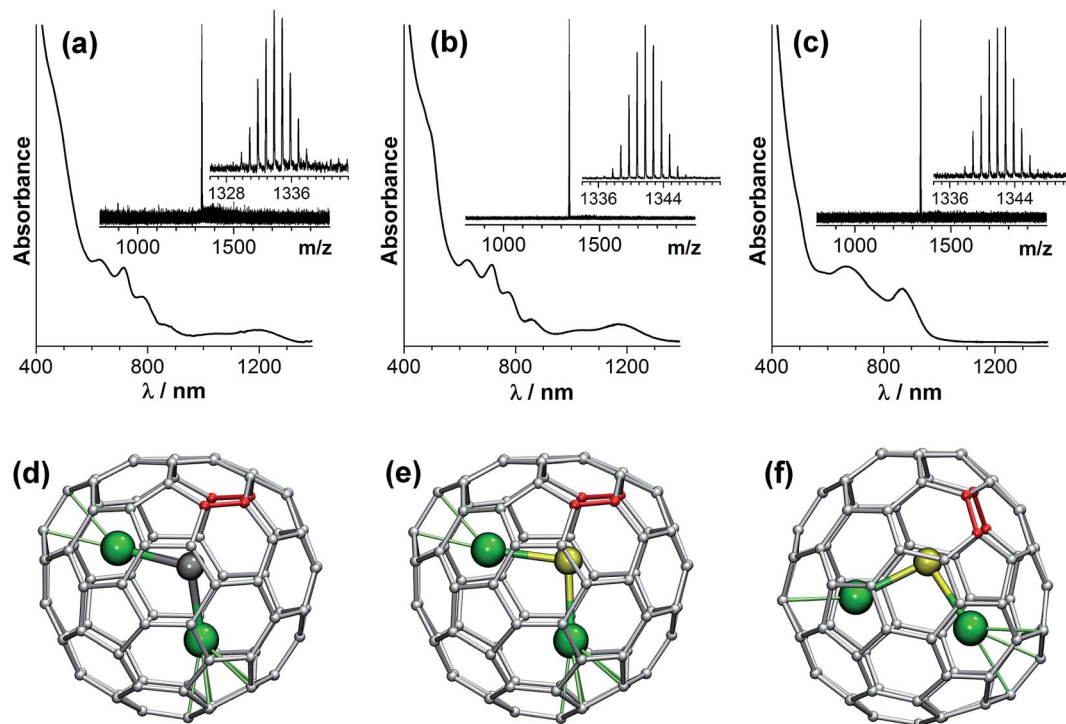 (a)
1328 1336
1000 1500 m/z
Absorbance
400 800 1200
λ / nm
(b)
1336 1344
1000 1500 m/z
Absorbance
400 800 1200
λ / nm
(c)
1336 1344
1000 1500 m/z
Absorbance
400 800 1200
λ / nm
(d)
(e)
(f)